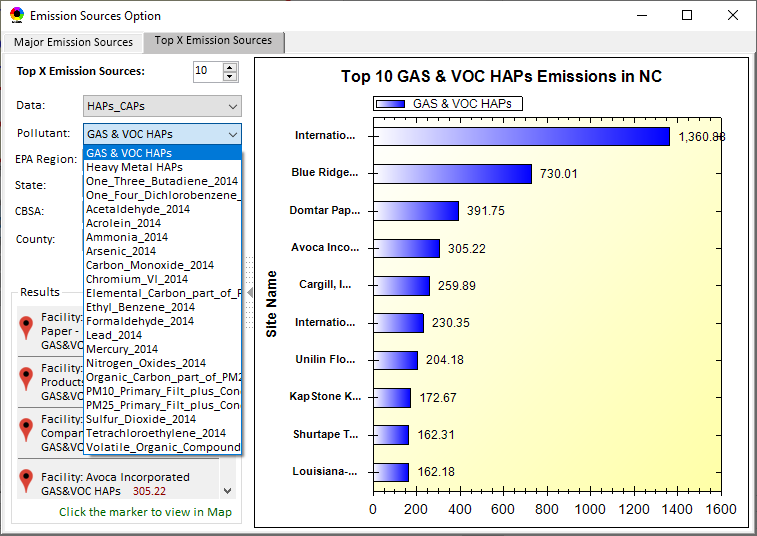 Emission Sources Option
Major Emission Sources
Top X Emission Sources
Top X Emission Sources:
10
Data:
HAPs_CAPs
Pollutant:
GAS & VOC HAPs
EPA Region:
State:
CBSA:
County:
GAS & VOC HAPs
Heavy Metal HAPs
One_Three_Butadiene_2014
One_Four_Dichlorobenzene_
Acetaldehyde_2014
Acrolein_2014
Ammonia_2014
Arsenic_2014
Carbon_Monoxide_2014
Chromium_VI_2014
Elemental_Carbon_part_of_P
Ethyl_Benzene_2014
Formaldehyde_2014
Lead_2014
Mercury_2014
Nitrogen_Oxides_2014
Organic_Carbon_part_of_PM2
PM10_Primary_Filt_plus_Con
PM25_Primary_Filt_plus_Con
Sulfur_Dioxide_2014
Tetrachloroethylene_2014
Volatile_Organic_Compound
Results
Facility:
Paper -
GAS&VOC
Facility:
Products
GAS&VOC
Facility:
Compan
GAS&VOC
Facility: Avoca Incorporated
GAS&VOC HAPs 305.22
Click the marker to view in Map
Top 10 GAS & VOC HAPs Emissions in NC
GAS & VOC HAPs
Site Name
Internatio... 1,360.88
Blue Ridge... 730.01
Domtar Pap... 391.75
Avoca Inco... 305.22
Cargill, I... 259.89
Internatio... 230.35
Unilin Flo... 204.18
KapStone K... 172.67
Shurtape T... 162.31
Louisiana-... 162.18
0 200 400 600 800 1000 1200 1400 1600